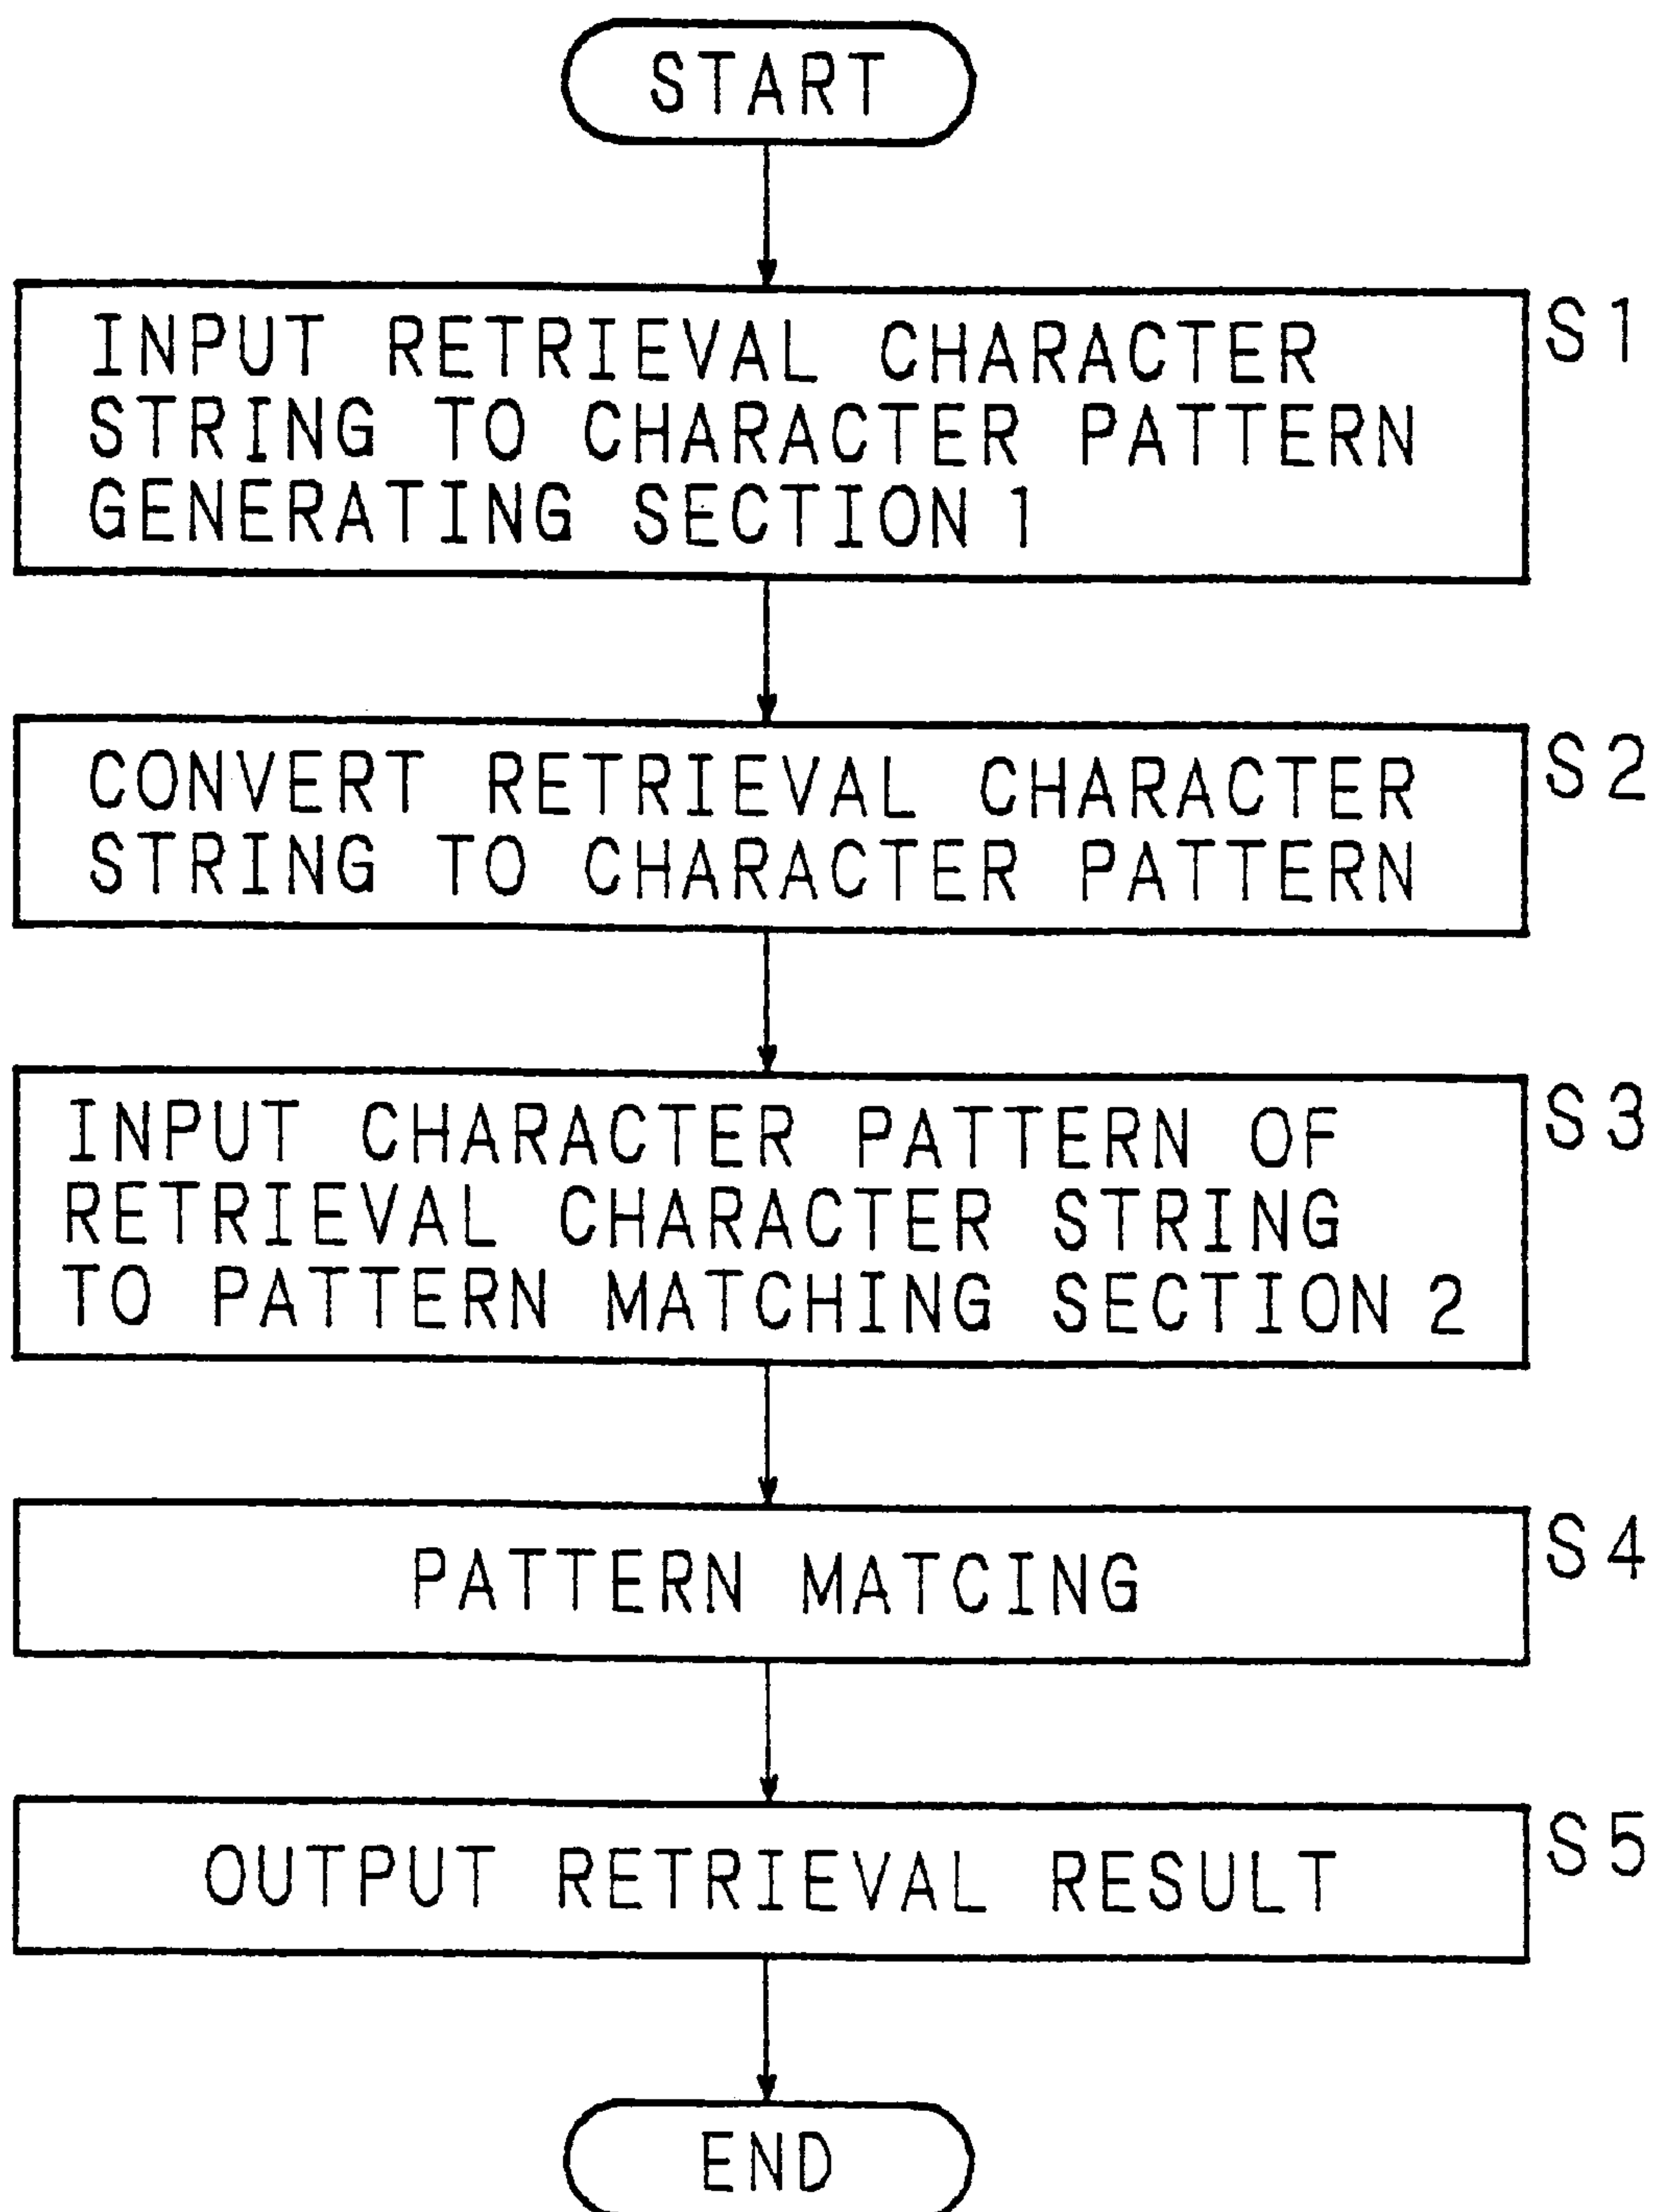 START
INPUT RETRIEVAL CHARACTER
STRING TO CHARACTER PATTERN
GENERATING SECTION 1
S1
CONVERT RETRIEVAL CHARACTER
STRING TO CHARACTER PATTERN
S2
INPUT CHARACTER PATTERN OF
RETRIEVAL CHARACTER STRING
TO PATTERN MATCHING SECTION 2
S3
PATTERN MATCING
S4
OUTPUT RETRIEVAL RESULT
S5
END